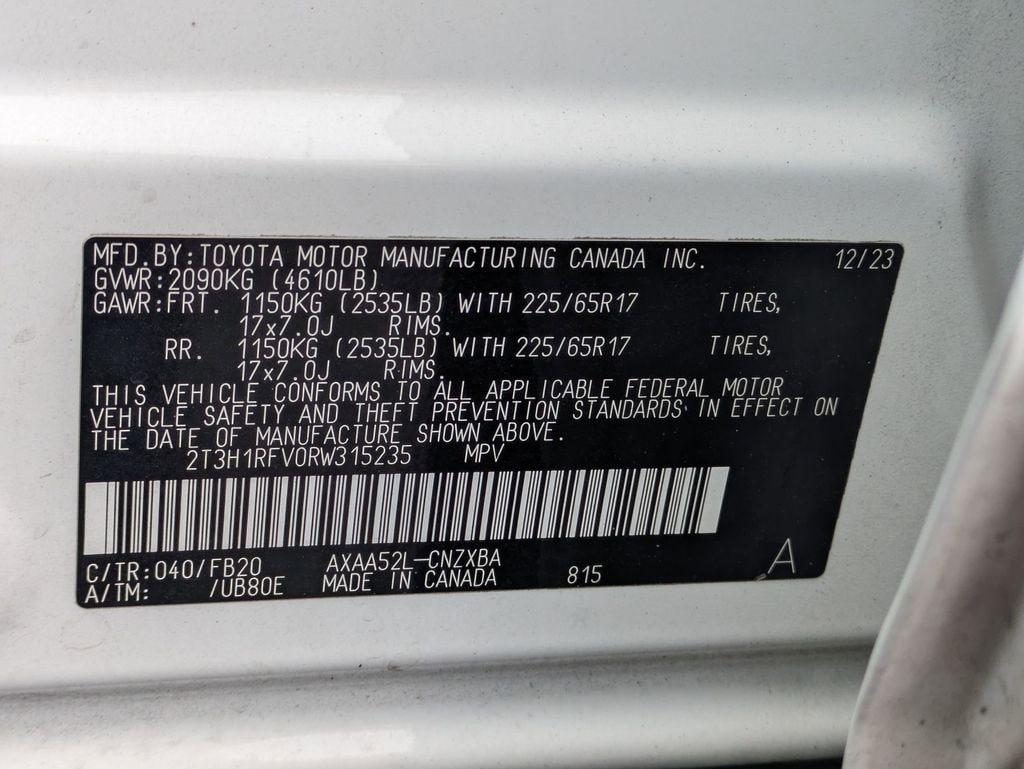 MFD.BY:TOYOTA MOTOR MANUFACTURING CANADA INC. 12/23
GVWR:2090KG (4610LB)
GAWR:FRT. 1150KG (2535LB) WITH 225/65R17 TIRES,
17x7.0J RIMS.
RR. 1150KG (2535LB) WITH 225/65R17 TIRES,
17x7.0J RIMS.
THIS VEHICLE CONFORMS TO ALL APPLICABLE FEDERAL MOTOR
VEHICLE SAFETY AND THEFT PREVENTION STANDARDS IN EFFECT ON
THE DATE OF MANUFACTURE SHOWN ABOVE.
2T3H1RFV0RW315235 MPV
C/TR:040/FB20 AXAA52L-CNZXBA
A/TM: /UB80E MADE IN CANADA 815 A